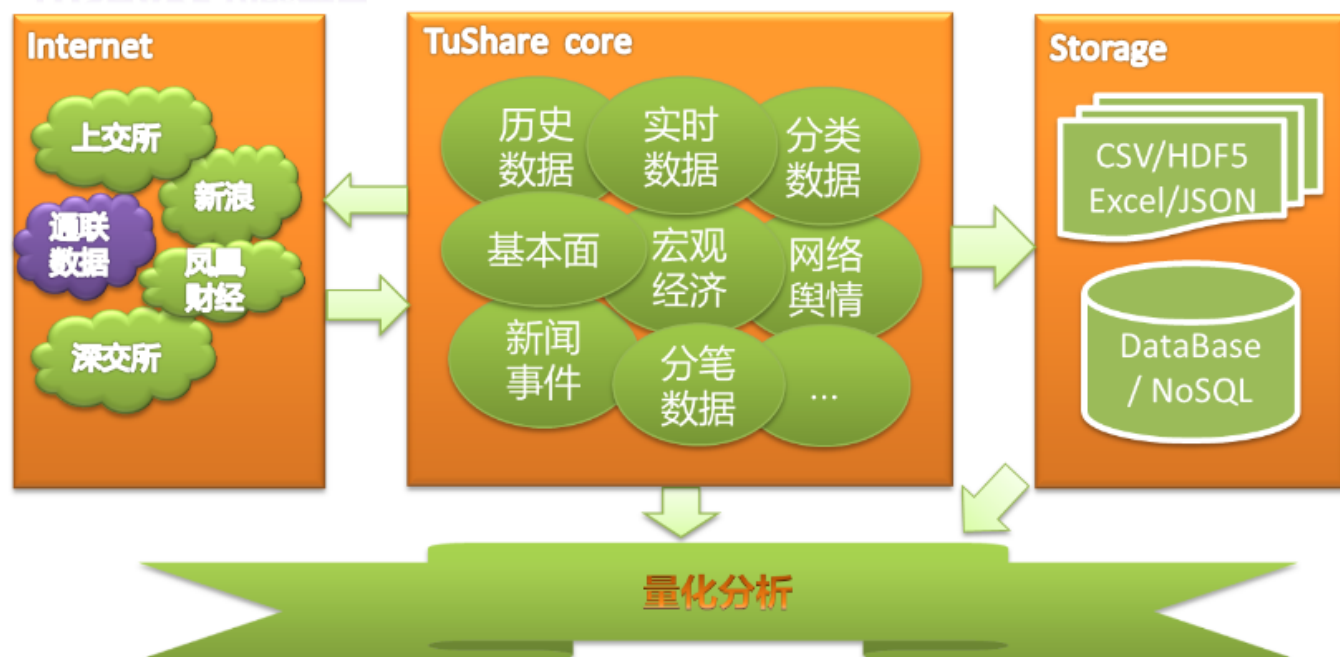 Internet
上交所
新浪
通联
数据
凤凰
财经
深交所
TuShare core
历史
数据
实时
数据
分类
数据
基本面
宏观
经济
网络
舆情
新闻
事件
分笔
数据
...
Storage
CSV/HDF5
Excel/JSON
DataBase
/ NoSQL
量化分析